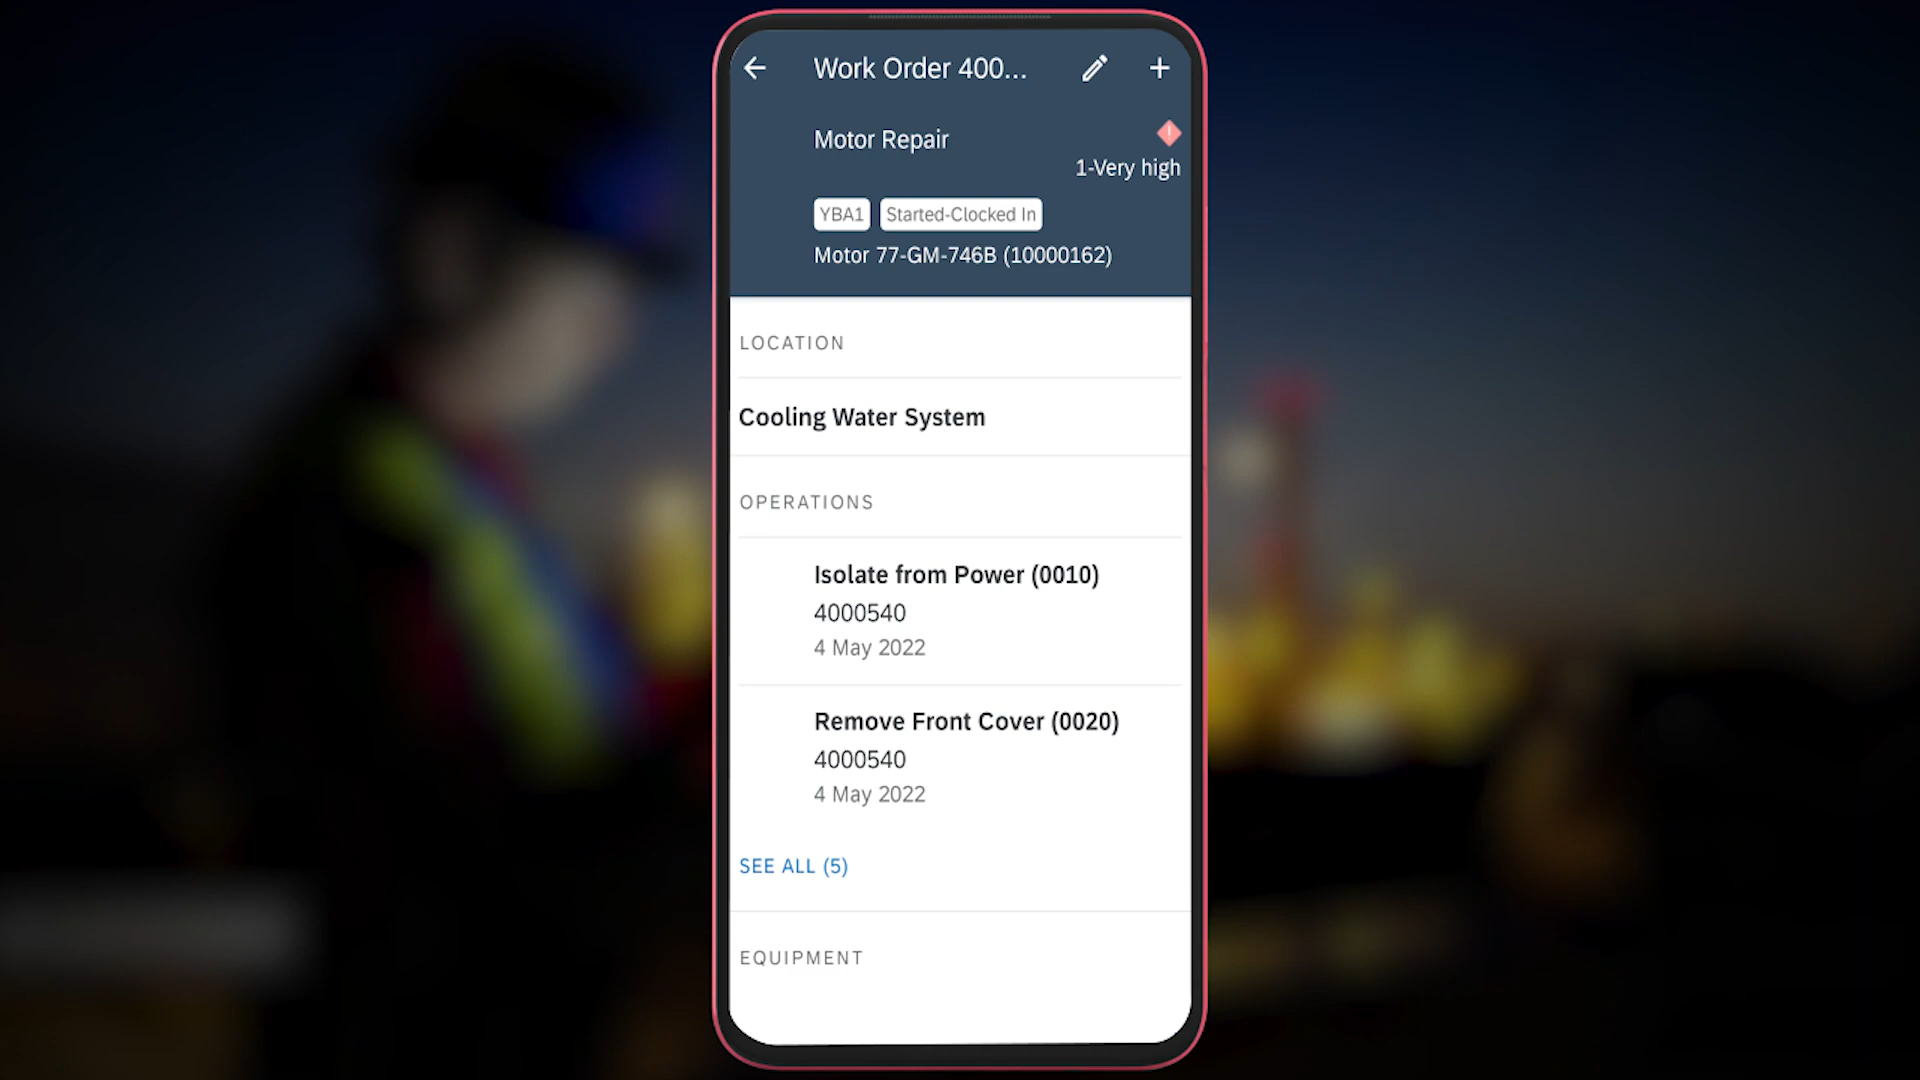 Work Order 400...
Motor Repair
1-Very high
YBA1 Started-Clocked In
Motor 77-GM-746B (10000162)
LOCATION
Cooling Water System
OPERATIONS
Isolate from Power (0010)
4000540
4 May 2022
Remove Front Cover (0020)
4000540
4 May 2022
SEE ALL (5)
EQUIPMENT